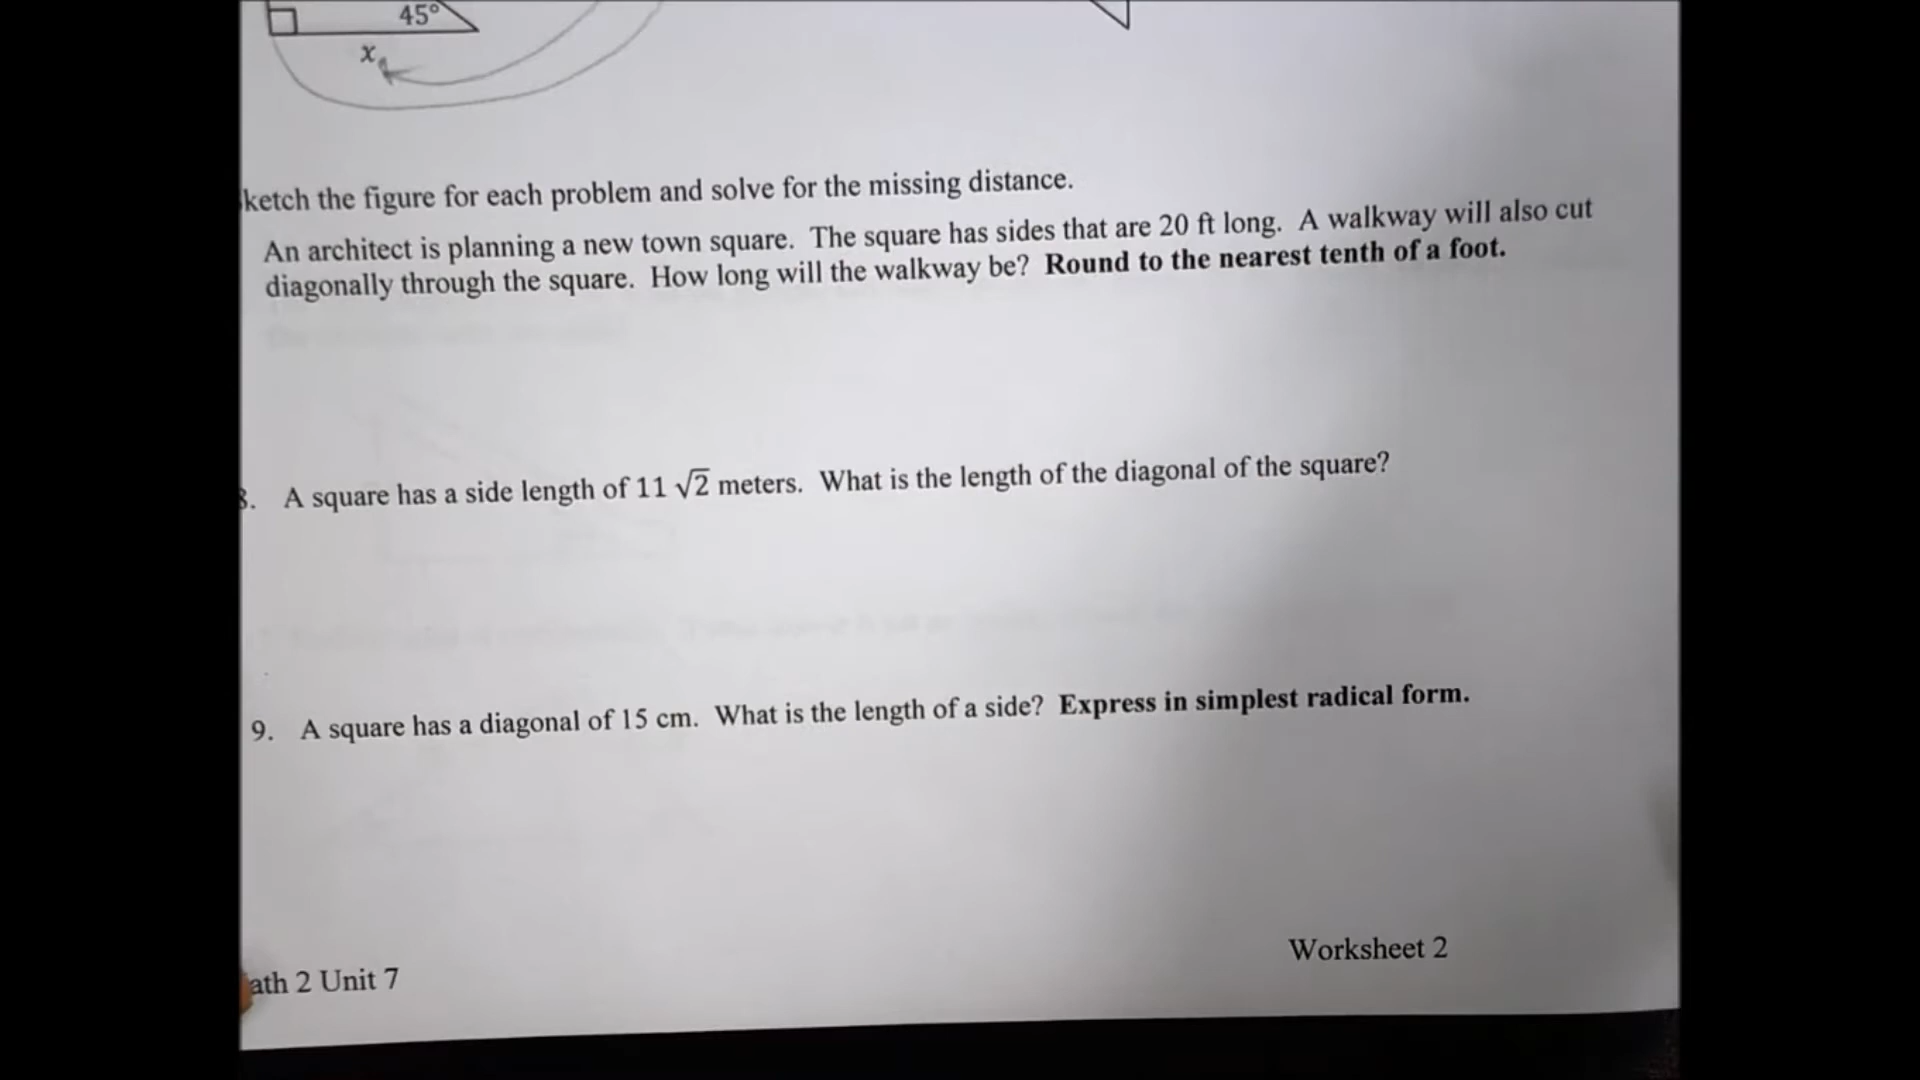 45°
x
ketch the figure for each problem and solve for the missing distance.
An architect is planning a new town square. The square has sides that are 20 ft long. A walkway will also cut
diagonally through the square. How long will the walkway be? Round to the nearest tenth of a foot.
8. A square has a side length of 11 √2 meters. What is the length of the diagonal of the square?
9. A square has a diagonal of 15 cm. What is the length of a side? Express in simplest radical form.
Worksheet 2
ath 2 Unit 7